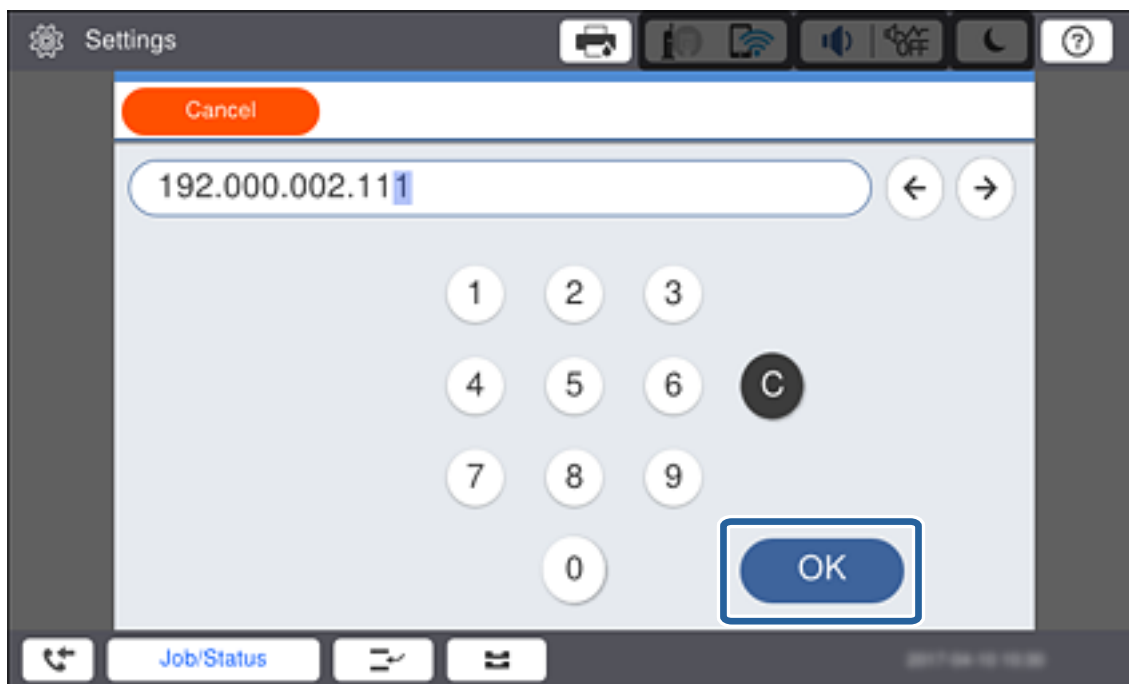 Settings
OFF
?
Cancel
192.000.002.111
1 2 3
4 5 6 C
7 8 9
0 OK
Job/Status